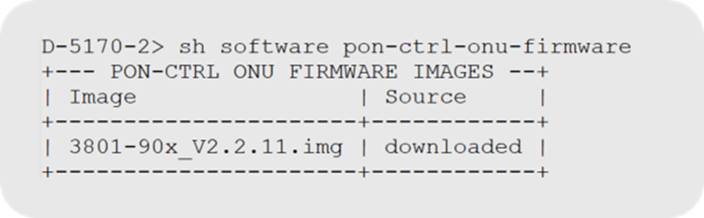 D-5170-2> sh software pon-ctrl-onu-firmware
+--- PON-CTRL ONU FIRMWARE IMAGES --+
| Image                | Source     |
+----------------------+------------+
| 3801-90x_V2.2.11.img | downloaded |
+----------------------+------------+